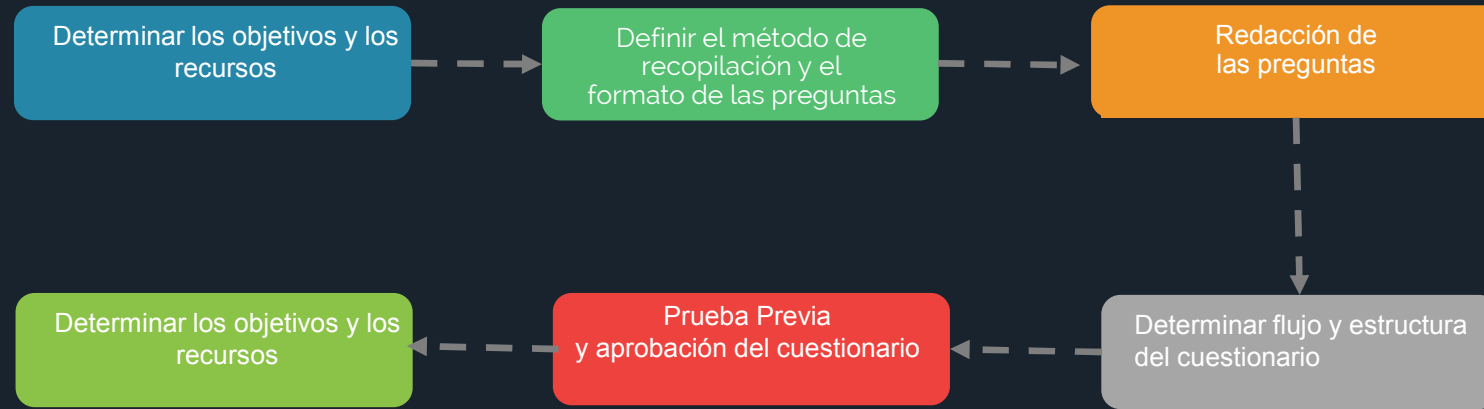 Determinar los objetivos y los
recursos
Definir el método de
recopilación y el
formato de las preguntas
Redacción de
las preguntas
Determinar los objetivos y los
recursos
Prueba Previa
y aprobación del cuestionario
Determinar flujo y estructura
del cuestionario